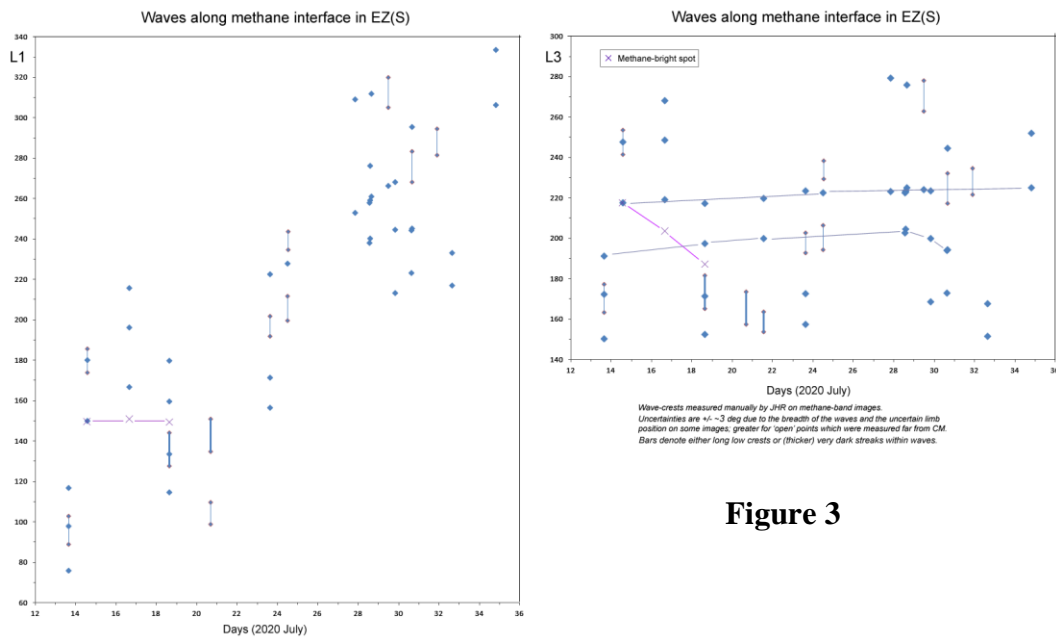 Waves along methane interface in EZ(S)
L1
340
320
300
280
260
240
220
200
180
160
140
120
100
80
60
12 14 16 18 20 22 24 26 28 30 32 34 36
Days (2020 July)
Waves along methane interface in EZ(S)
L3
Methane-bright spot
300
280
260
240
220
200
180
160
140
12 14 16 18 20 22 24 26 28 30 32 34 36
Days (2020 July)
Wave-crests measured manually by JHR on methane-band images.
Uncertainties are +/- ~3 deg due to the breadth of the waves and the uncertain limb
position on some images; greater for 'open' points which were measured far from CM.
Bars denote either long low crests or (thicker) very dark streaks within waves.
Figure 3